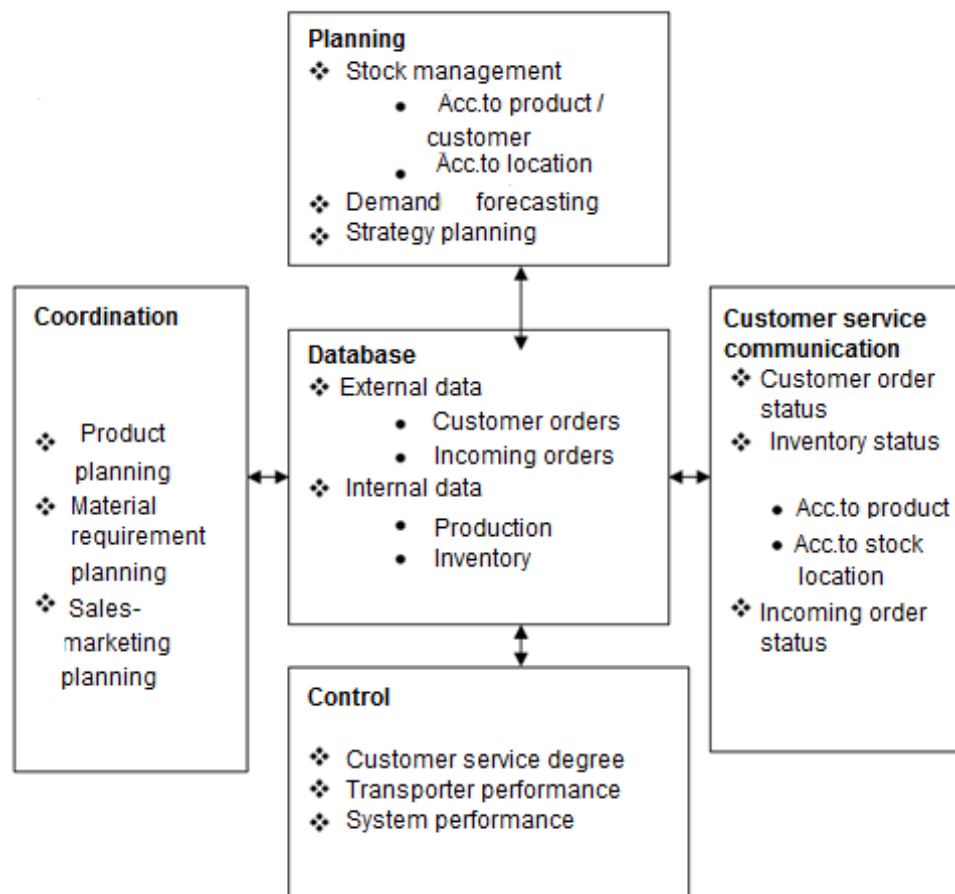 Planning
Stock management
Acc.to product /
customer
Acc.to location
Demand forecasting
Strategy planning
Coordination
Product
planning
Material
requirement
planning
Sales-
marketing
planning
Database
External data
Customer orders
Incoming orders
Internal data
Production
Inventory
Customer service
communication
Customer order
status
Inventory status
Acc.to product
Acc.to stock
location
Incoming order
status
Control
Customer service degree
Transporter performance
System performance